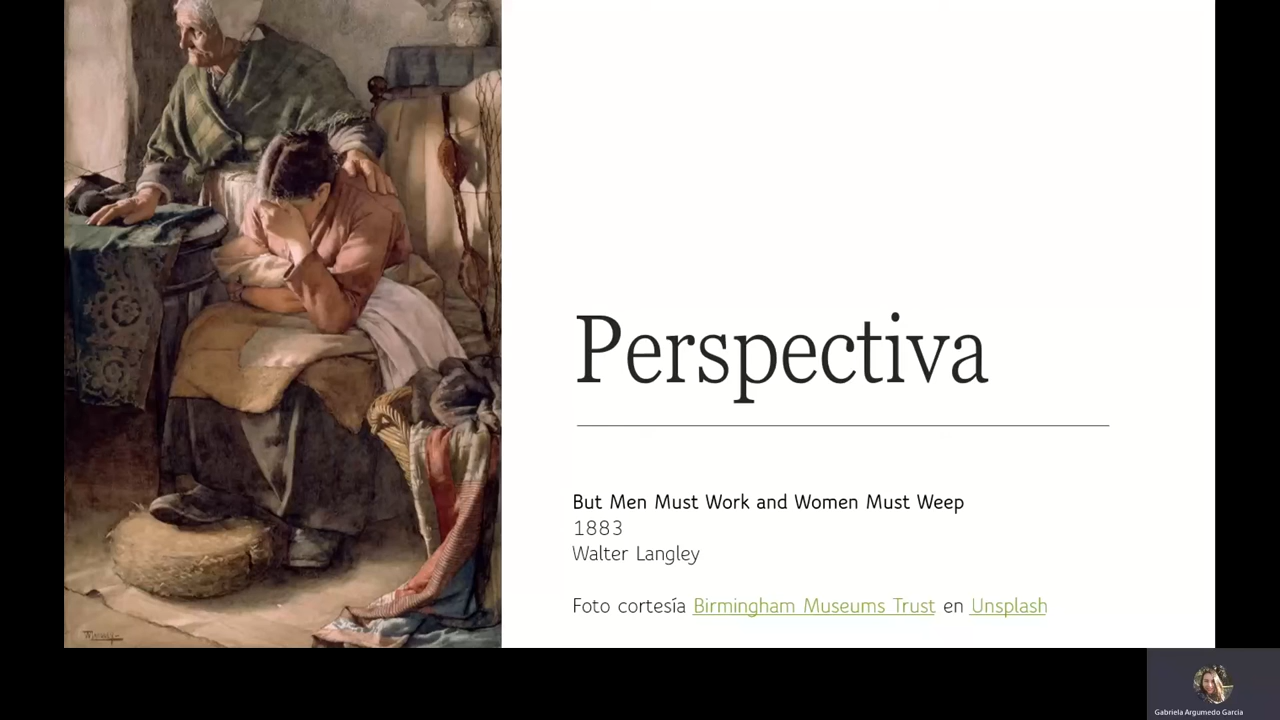 Perspectiva
But Men Must Work and Women Must Weep
1883
Walter Langley
Foto cortesía Birmingham Museums Trust en Unsplash
Gabriela Argumedo Garcia